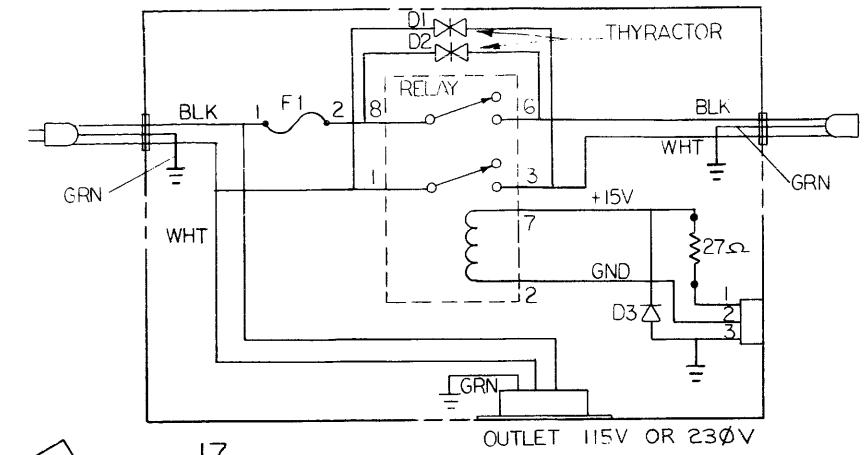 D1
D2
THYRACTOR
RELAY
BLK
1
F1
2
8
6
BLK
WHT
GRN
GRN
1
3
+15V
7
WHT
27Ω
GND
2
1
2
3
D3
GRN
OUTLET 115V OR 23ØV
17